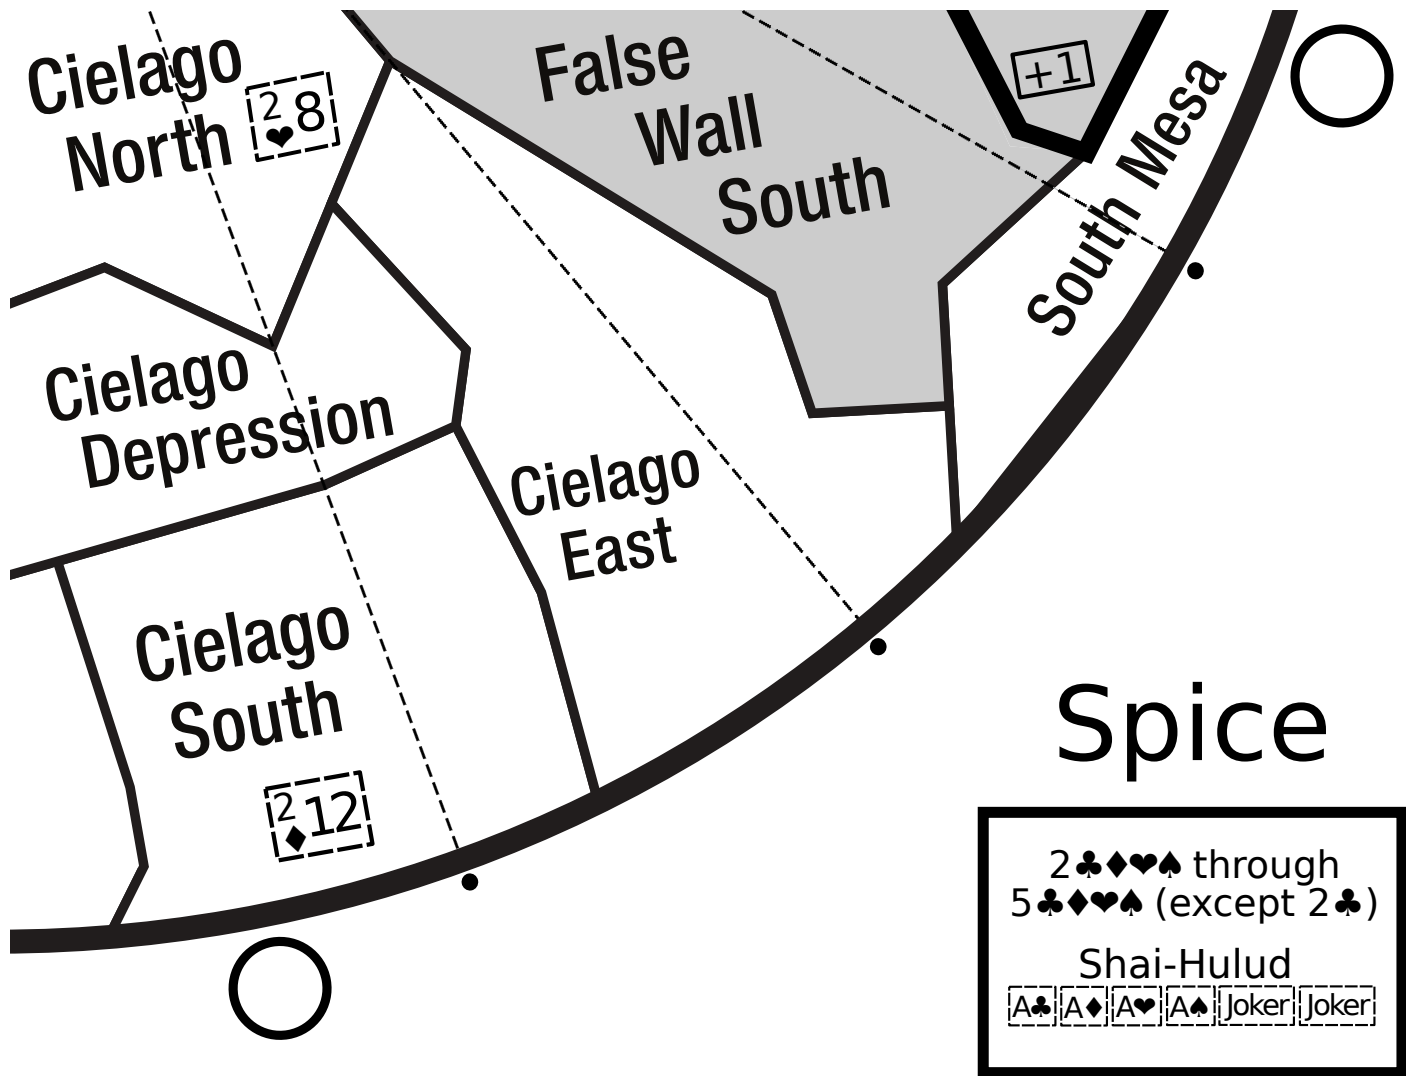 Cielago
North
2♥8
False
Wall
South
+1
South Mesa
Cielago
Depression
Cielago
East
Cielago
South
2♦12
Spice
2♣♦♥♠ through
5♣♦♥♠ (except 2♣)
Shai-Hulud
A♣ A♦ A♥ A♠ Joker Joker